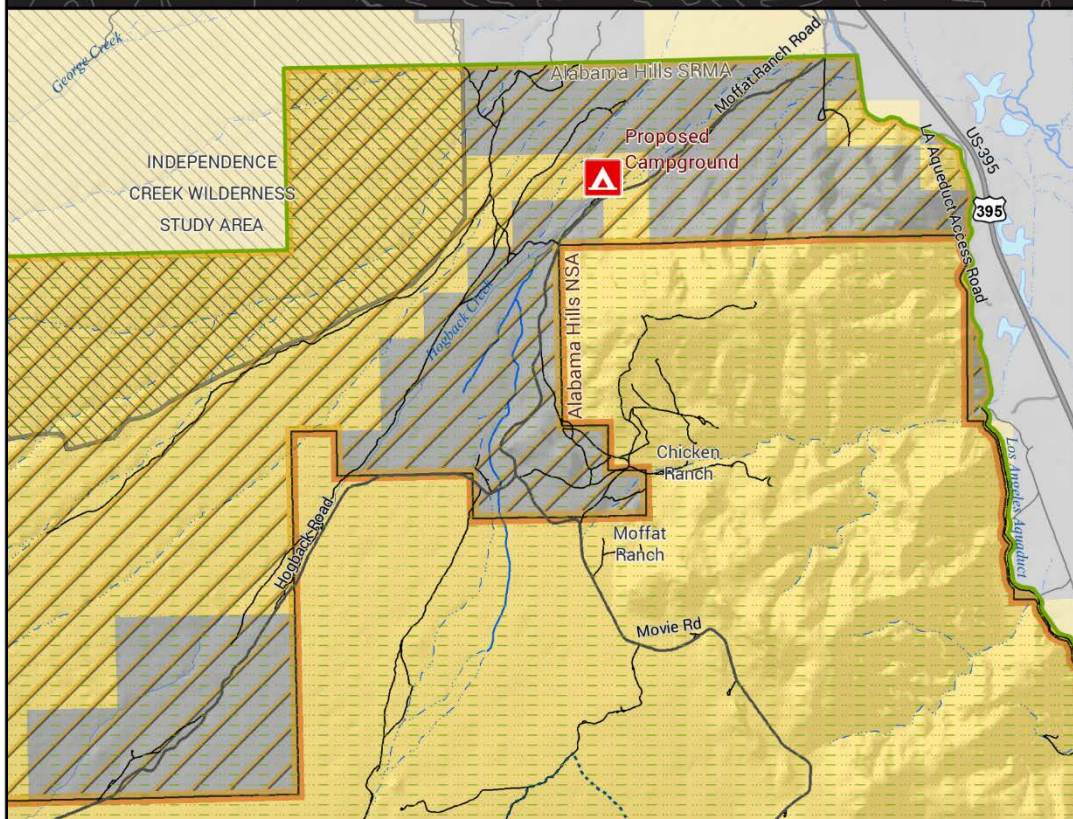 George Creek
Alabama Hills SRMA
Moffat Ranch Road
US-395
LA Aqueduct Access Road
395
Proposed
Campground
INDEPENDENCE
CREEK WILDERNESS
STUDY AREA
Hogback Creek
Alabama Hills NSA
Chicken
Ranch
Moffat
Ranch
Hogback Road
Movie Rd
Los Angeles Aquaduct